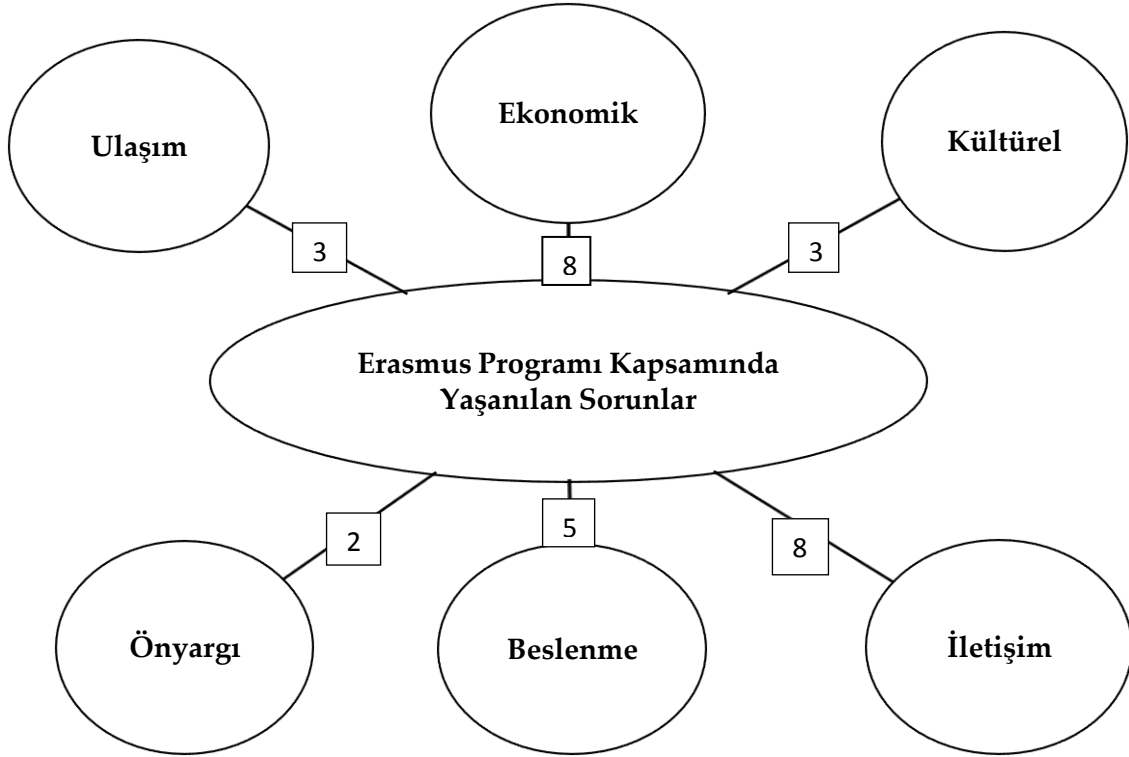 Ulaşım
Ekonomik
Kültürel
3
8
3
Erasmus Programı Kapsamında
Yaşanılan Sorunlar
2
5
8
Önyargı
Beslenme
İletişim